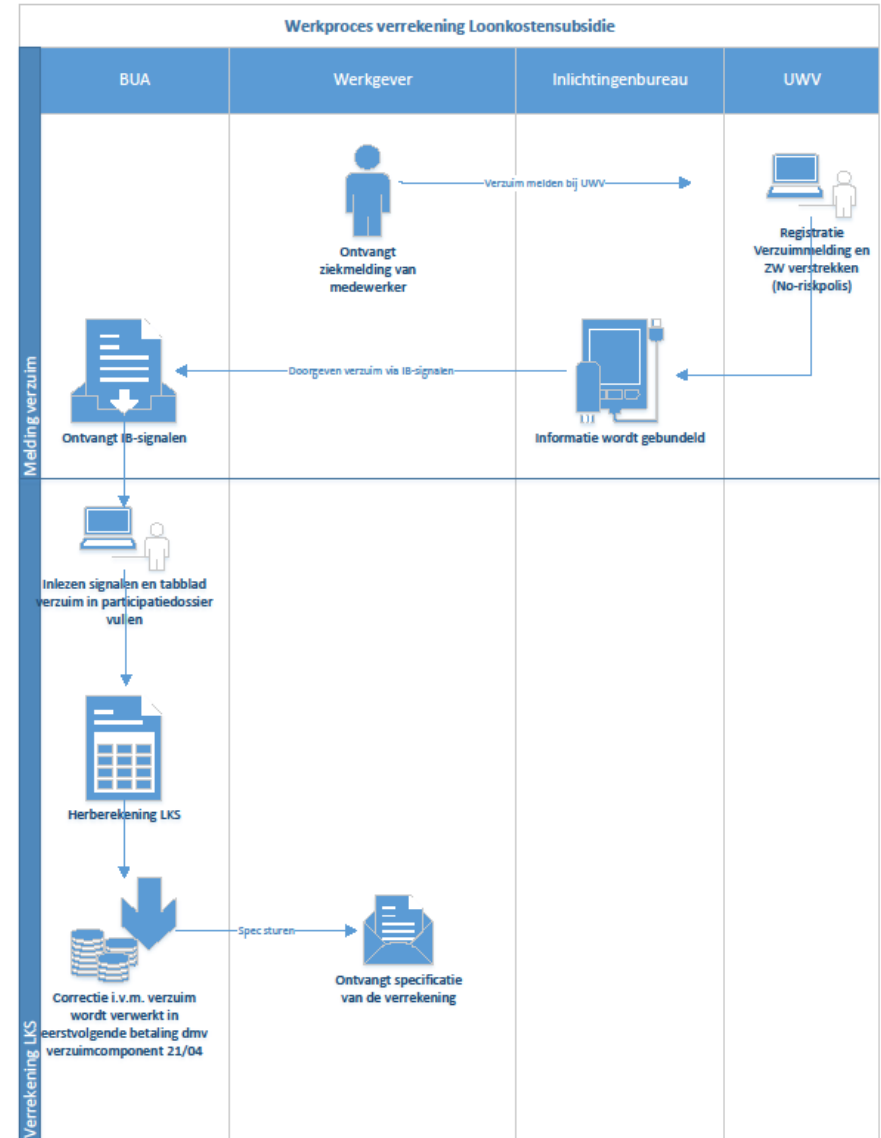 Werkproces verrekening Loonkostensubsidie
BUA
Werkgever
Inlichtingenbureau
UWV
Melding verzuim
Verzuim melden bij UWV
Ontvangt
ziekmelding van
medewerker
Registratie
Verzuimmelding en
ZW verstrekken
(No-riskpolis)
Doorgeven verzuim via IB-signalen
Ontvangt IB-signalen
Informatie wordt gebundeld
Verrekening LKS
Inlezen signalen en tabblad
verzuim in participatiedossier
vullen
Herberekening LKS
Spec sturen
Correctie i.v.m. verzuim
wordt verwerkt in
eerstvolgende betaling dmv
verzuimcomponent 21/04
Ontvangt specificatie
van de verrekening